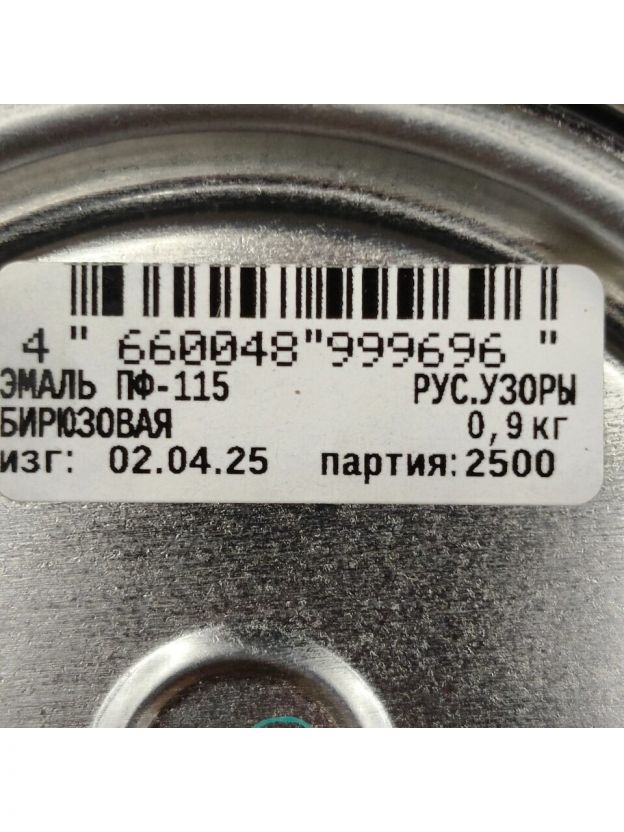 4 " 660048 " 999696 "
ЭМАЛЬ ПФ-115 РУС.УЗОРЫ
БИРЮЗОВАЯ 0,9 кг
изг: 02.04.25 партия: 2500